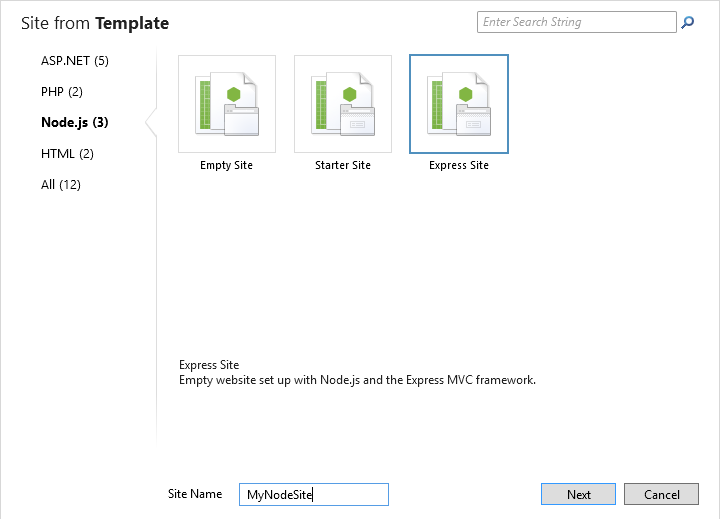 Site from Template
Enter Search String
ASP.NET (5)
PHP (2)
Node.js (3)
HTML (2)
All (12)
Empty Site
Starter Site
Express Site
Express Site
Empty website set up with Node.js and the Express MVC framework.
Site Name
MyNodeSite
Next
Cancel